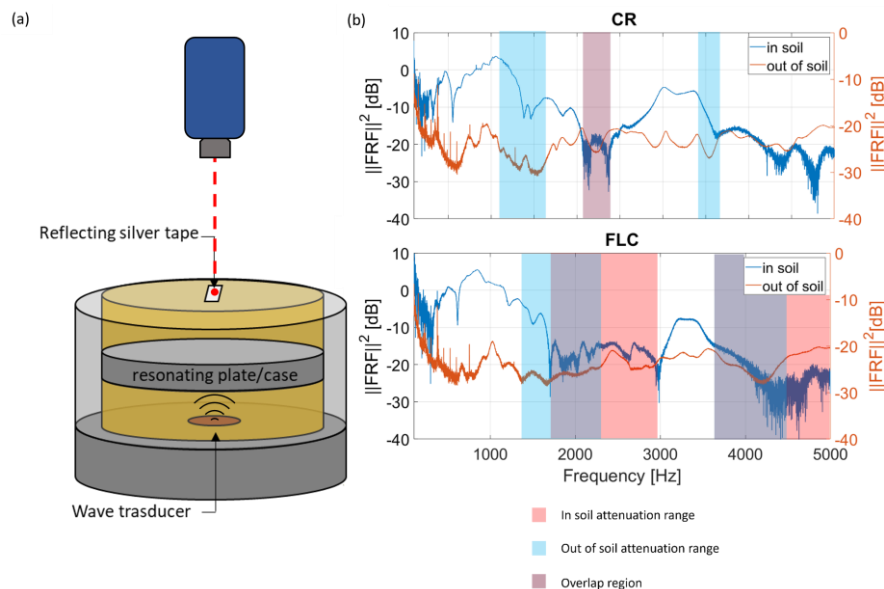 (a)
Reflecting silver tape
resonating plate/case
Wave trasducer
(b)
CR
in soil
out of soil
||FRF||² [dB]
10
0
-10
-20
-30
-40
||FRF||² [dB]
0
-10
-20
-30
-40
FLC
in soil
out of soil
||FRF||² [dB]
10
0
-10
-20
-30
-40
||FRF||² [dB]
0
-10
-20
-30
-40
1000 2000 3000 4000 5000
Frequency [Hz]
In soil attenuation range
Out of soil attenuation range
Overlap region